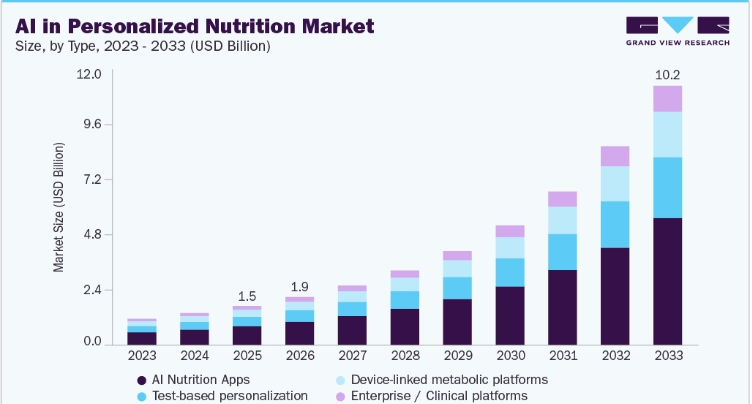 AI in Personalized Nutrition Market
Size, by Type, 2023 - 2033 (USD Billion)
GRAND VIEW RESEARCH
Market Size (USD Billion)
12.0
9.6
7.2
4.8
2.4
0.0
1.5
1.9
10.2
2023 2024 2025 2026 2027 2028 2029 2030 2031 2032 2033
AI Nutrition Apps
Device-linked metabolic platforms
Test-based personalization
Enterprise / Clinical platforms